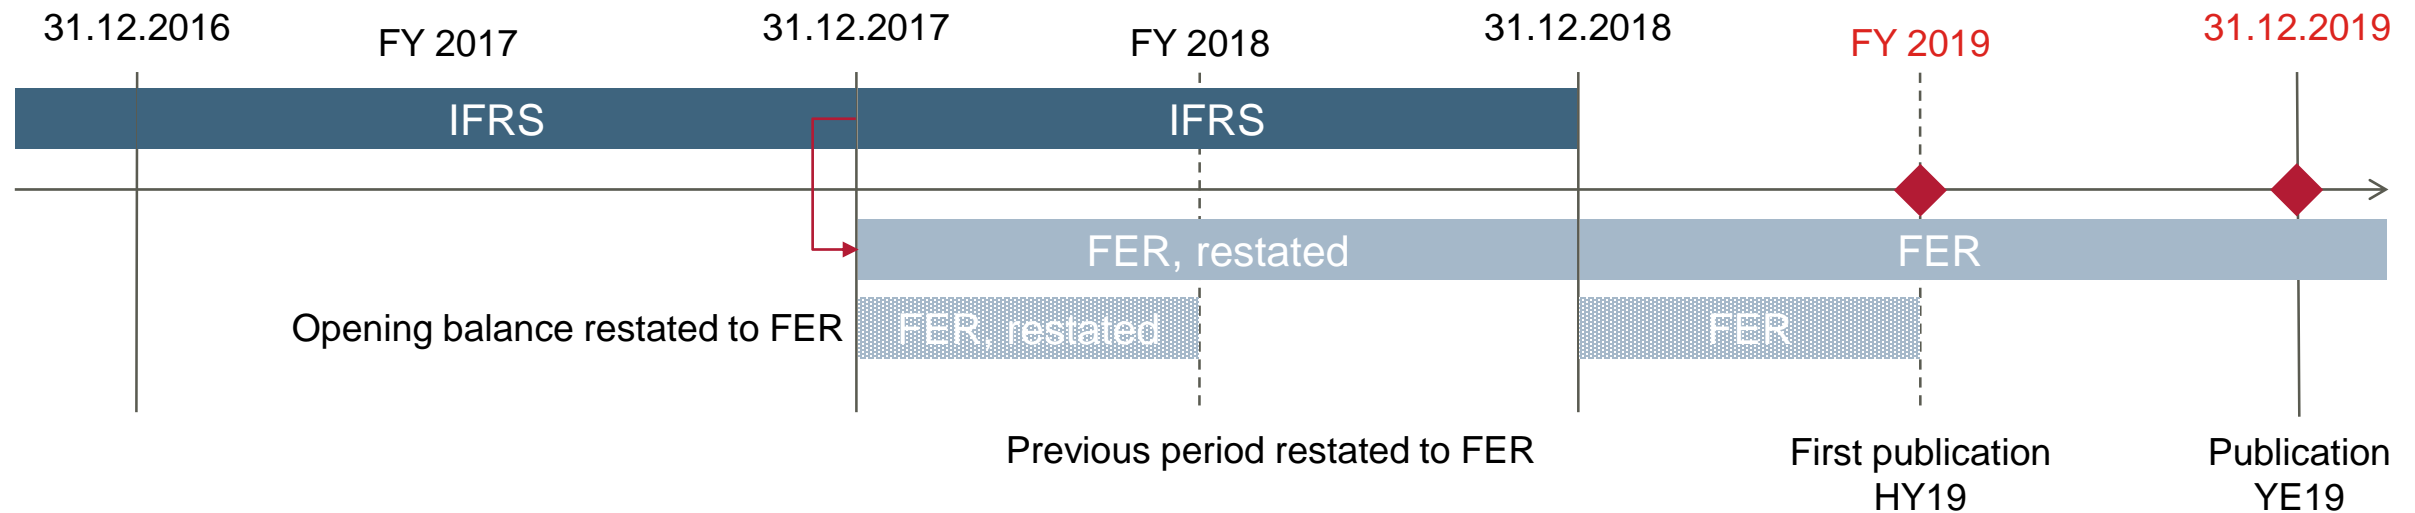 31.12.2016
FY 2017
31.12.2017
FY 2018
31.12.2018
FY 2019
31.12.2019
IFRS
IFRS
FER, restated
FER
Opening balance restated to FER
FER, restated
FER
Previous period restated to FER
First publication
HY19
Publication
YE19